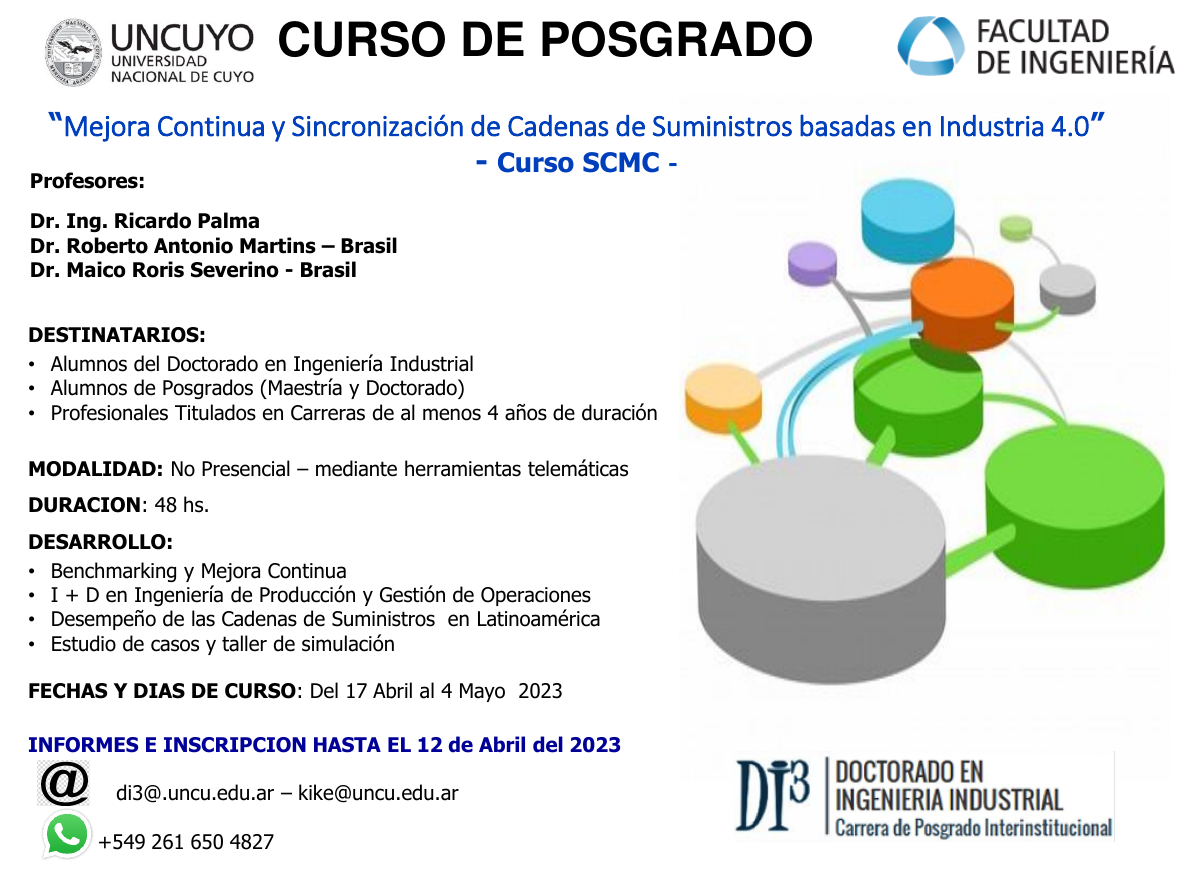 UNCUYO
UNIVERSIDAD
NACIONAL DE CUYO
CURSO DE POSGRADO
FACULTAD
DE INGENIERÍA
“Mejora Continua y Sincronización de Cadenas de Suministros basadas en Industria 4.0”
- Curso SCMC -
Profesores:
Dr. Ing. Ricardo Palma
Dr. Roberto Antonio Martins – Brasil
Dr. Maico Roris Severino - Brasil
DESTINATARIOS:
• Alumnos del Doctorado en Ingeniería Industrial
• Alumnos de Posgrados (Maestría y Doctorado)
• Profesionales Titulados en Carreras de al menos 4 años de duración
MODALIDAD: No Presencial – mediante herramientas telemáticas
DURACION: 48 hs.
DESARROLLO:
• Benchmarking y Mejora Continua
• I + D en Ingeniería de Producción y Gestión de Operaciones
• Desempeño de las Cadenas de Suministros en Latinoamérica
• Estudio de casos y taller de simulación
FECHAS Y DIAS DE CURSO: Del 17 Abril al 4 Mayo 2023
INFORMES E INSCRIPCION HASTA EL 12 de Abril del 2023
@ di3@.uncu.edu.ar – kike@uncu.edu.ar
+549 261 650 4827
DI3
DOCTORADO EN
INGENIERIA INDUSTRIAL
Carrera de Posgrado Interinstitucional